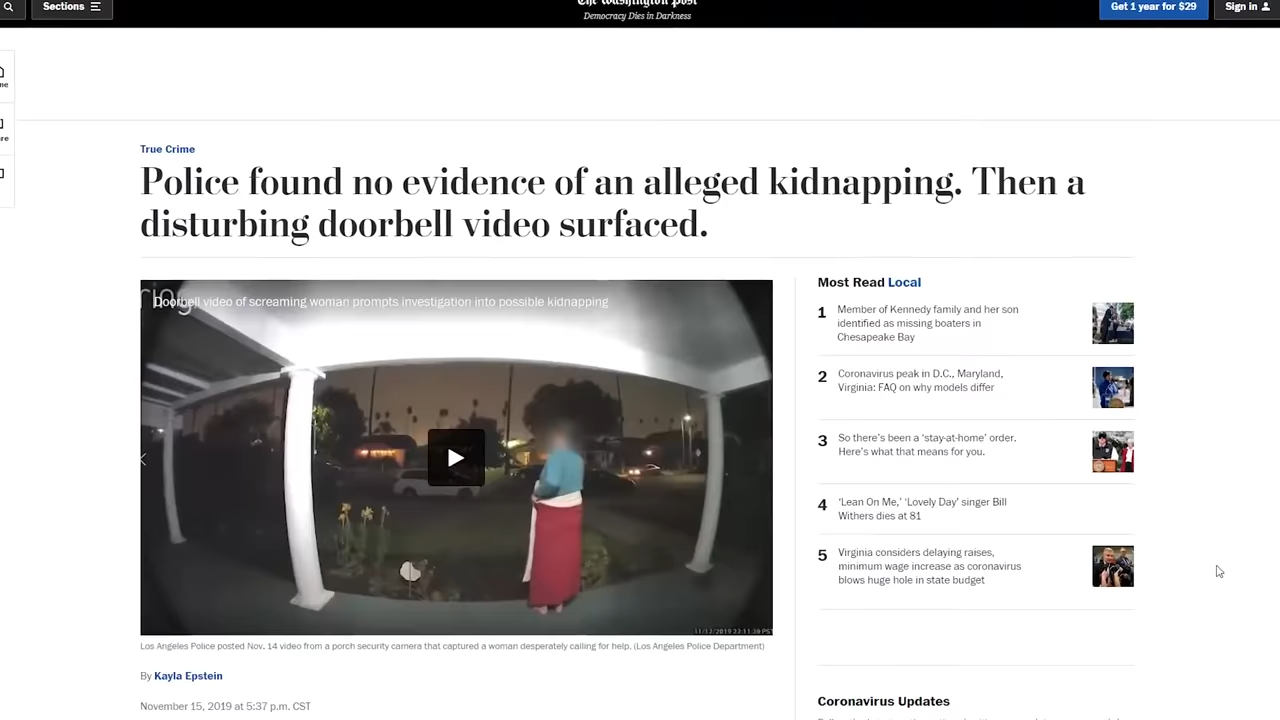 Sections
The Washington Post
Democracy Dies in Darkness
Get 1 year for $29
Sign in
True Crime
Police found no evidence of an alleged kidnapping. Then a
disturbing doorbell video surfaced.
ring
Doorbell video of screaming woman prompts investigation into possible kidnapping
Los Angeles Police posted Nov. 14 video from a porch security camera that captured a woman desperately calling for help. (Los Angeles Police Department)
By Kayla Epstein
November 15, 2019 at 5:37 p.m. CST
Most Read Local
1
Member of Kennedy family and her son
identified as missing boaters in
Chesapeake Bay
2
Coronavirus peak in D.C., Maryland,
Virginia: FAQ on why models differ
3
So there’s been a ‘stay-at-home’ order.
Here’s what that means for you.
4
‘Lean On Me,’ ‘Lovely Day’ singer Bill
Withers dies at 81
5
Virginia considers delaying raises,
minimum wage increase as coronavirus
blows huge hole in state budget
Coronavirus Updates